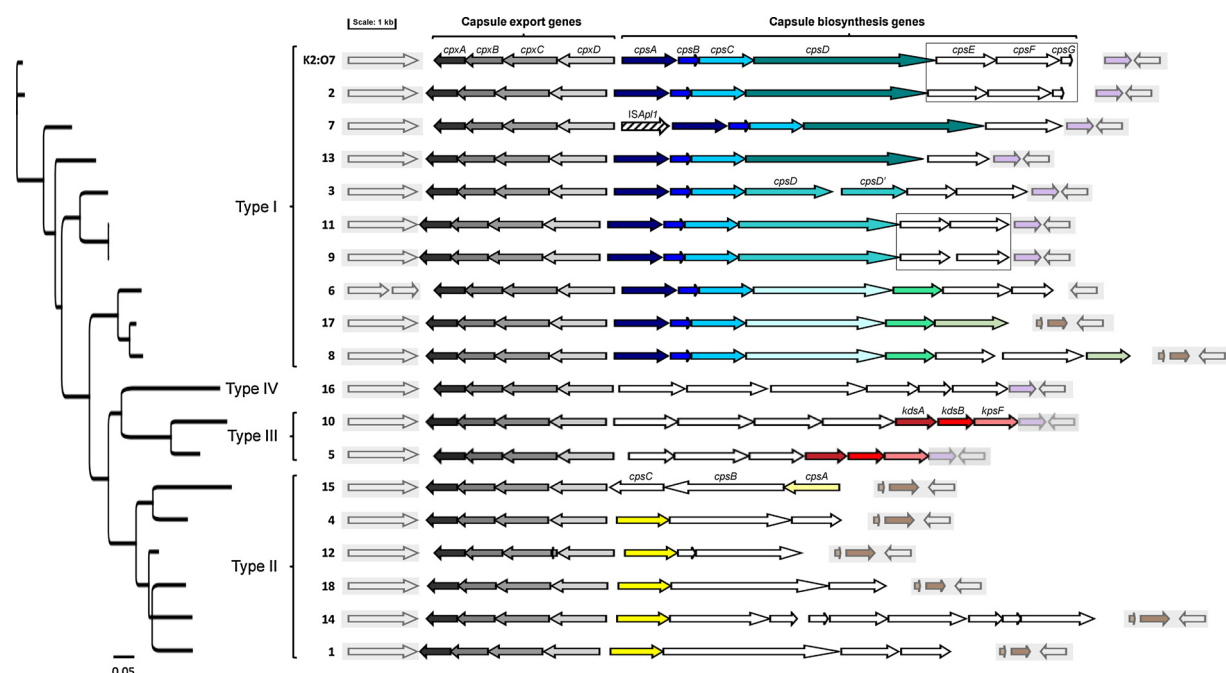 Scale: 1 kb
Capsule export genes
Capsule biosynthesis genes
cpxA cpxB cpxC cpxD cpsA cpsB cpsC cpsD cpsE cpsF cpsG
K2:O7
2
ISApl1
7
13
cpsD cpsD'
3
Type I
11
9
6
17
8
Type IV 16
kdsA kdsB kpsF
10
Type III
5
cpsC cpsB cpsA
15
4
12
Type II
18
14
1
0.05